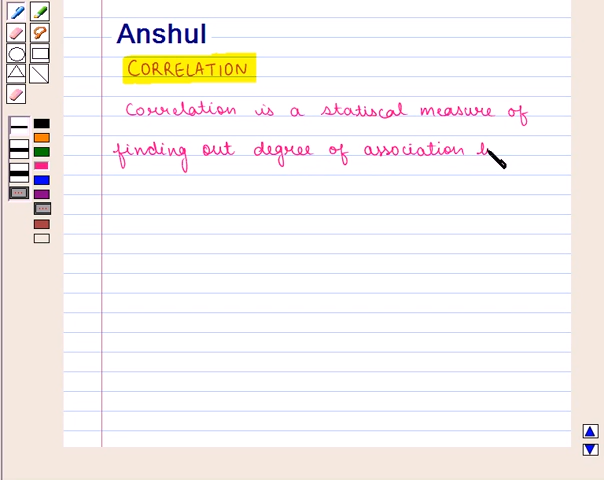 Anshul
CORRELATION
Correlation is a statiscal measure of
finding out degree of association